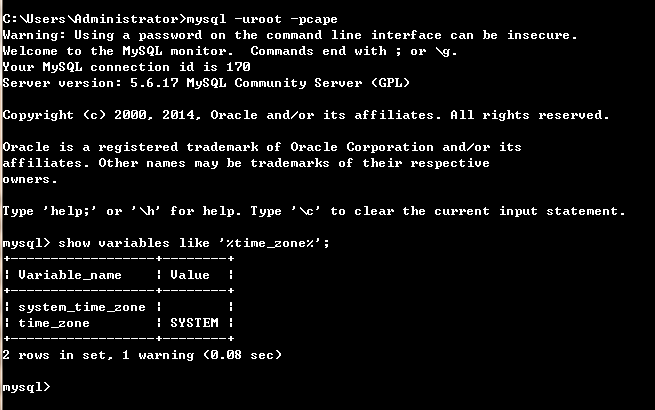 C:\Users\Administrator>mysql -uroot -pcape
Warning: Using a password on the command line interface can be insecure.
Welcome to the MySQL monitor.  Commands end with ; or \g.
Your MySQL connection id is 170
Server version: 5.6.17 MySQL Community Server (GPL)

Copyright (c) 2000, 2014, Oracle and/or its affiliates. All rights reserved.

Oracle is a registered trademark of Oracle Corporation and/or its
affiliates. Other names may be trademarks of their respective
owners.

Type 'help;' or '\h' for help. Type '\c' to clear the current input statement.

mysql> show variables like '%time_zone%';
+------------------+--------+
| Variable_name    | Value  |
+------------------+--------+
| system_time_zone |        |
| time_zone        | SYSTEM |
+------------------+--------+
2 rows in set, 1 warning (0.08 sec)

mysql>